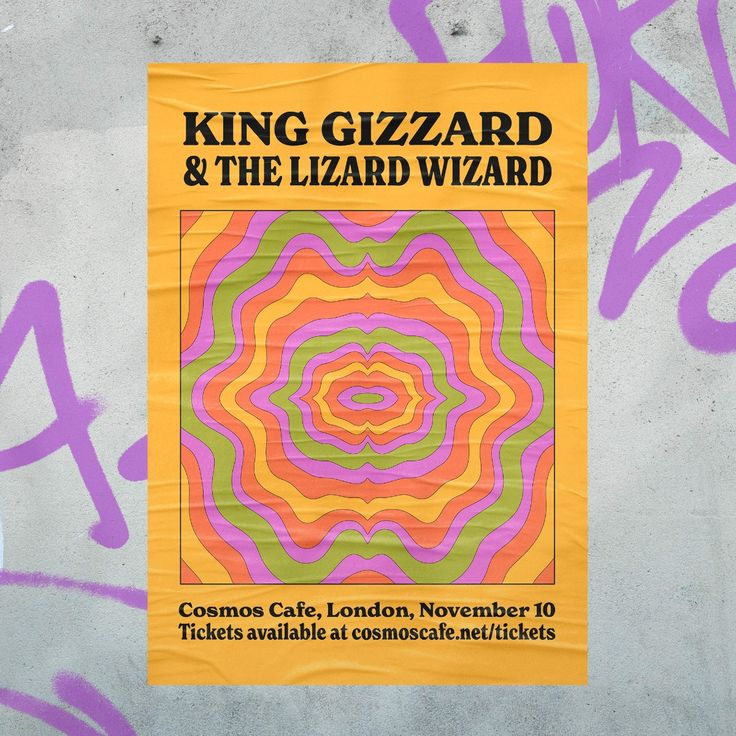 KING GIZZARD
& THE LIZARD WIZARD
Cosmos Cafe, London, November 10
Tickets available at cosmoscafe.net/tickets